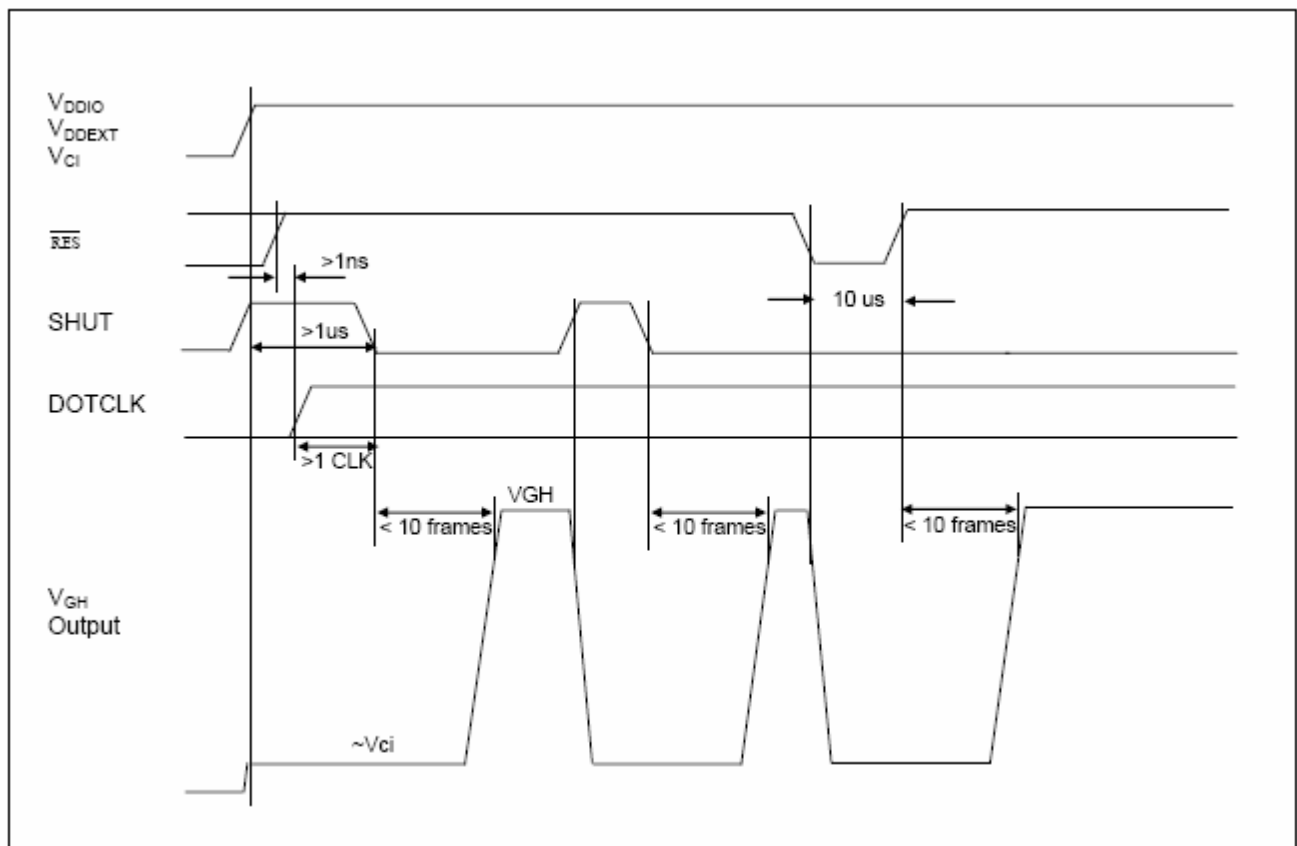 VDDIO
VDDEXT
VCI
RES
>1ns
10 us
SHUT
>1us
DOTCLK
>1 CLK
VGH
< 10 frames
< 10 frames
< 10 frames
VGH
Output
~Vci